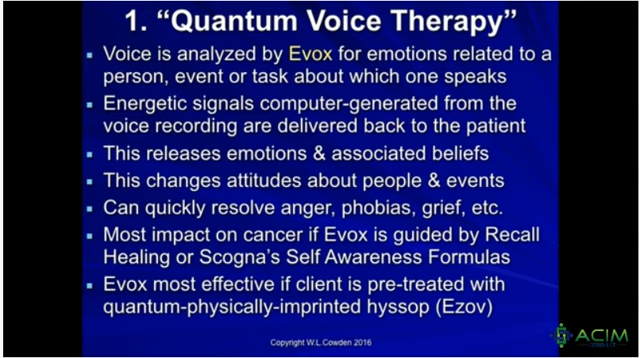 1. “Quantum Voice Therapy”
Voice is analyzed by Evox for emotions related to a
person, event or task about which one speaks
Energetic signals computer-generated from the
voice recording are delivered back to the patient
This releases emotions & associated beliefs
This changes attitudes about people & events
Can quickly resolve anger, phobias, grief, etc.
Most impact on cancer if Evox is guided by Recall
Healing or Scogna's Self Awareness Formulas
Evox most effective if client is pre-treated with
quantum-physically-imprinted hyssop (Ezov)
Copyright W.L.Cowden 2016
ACIM